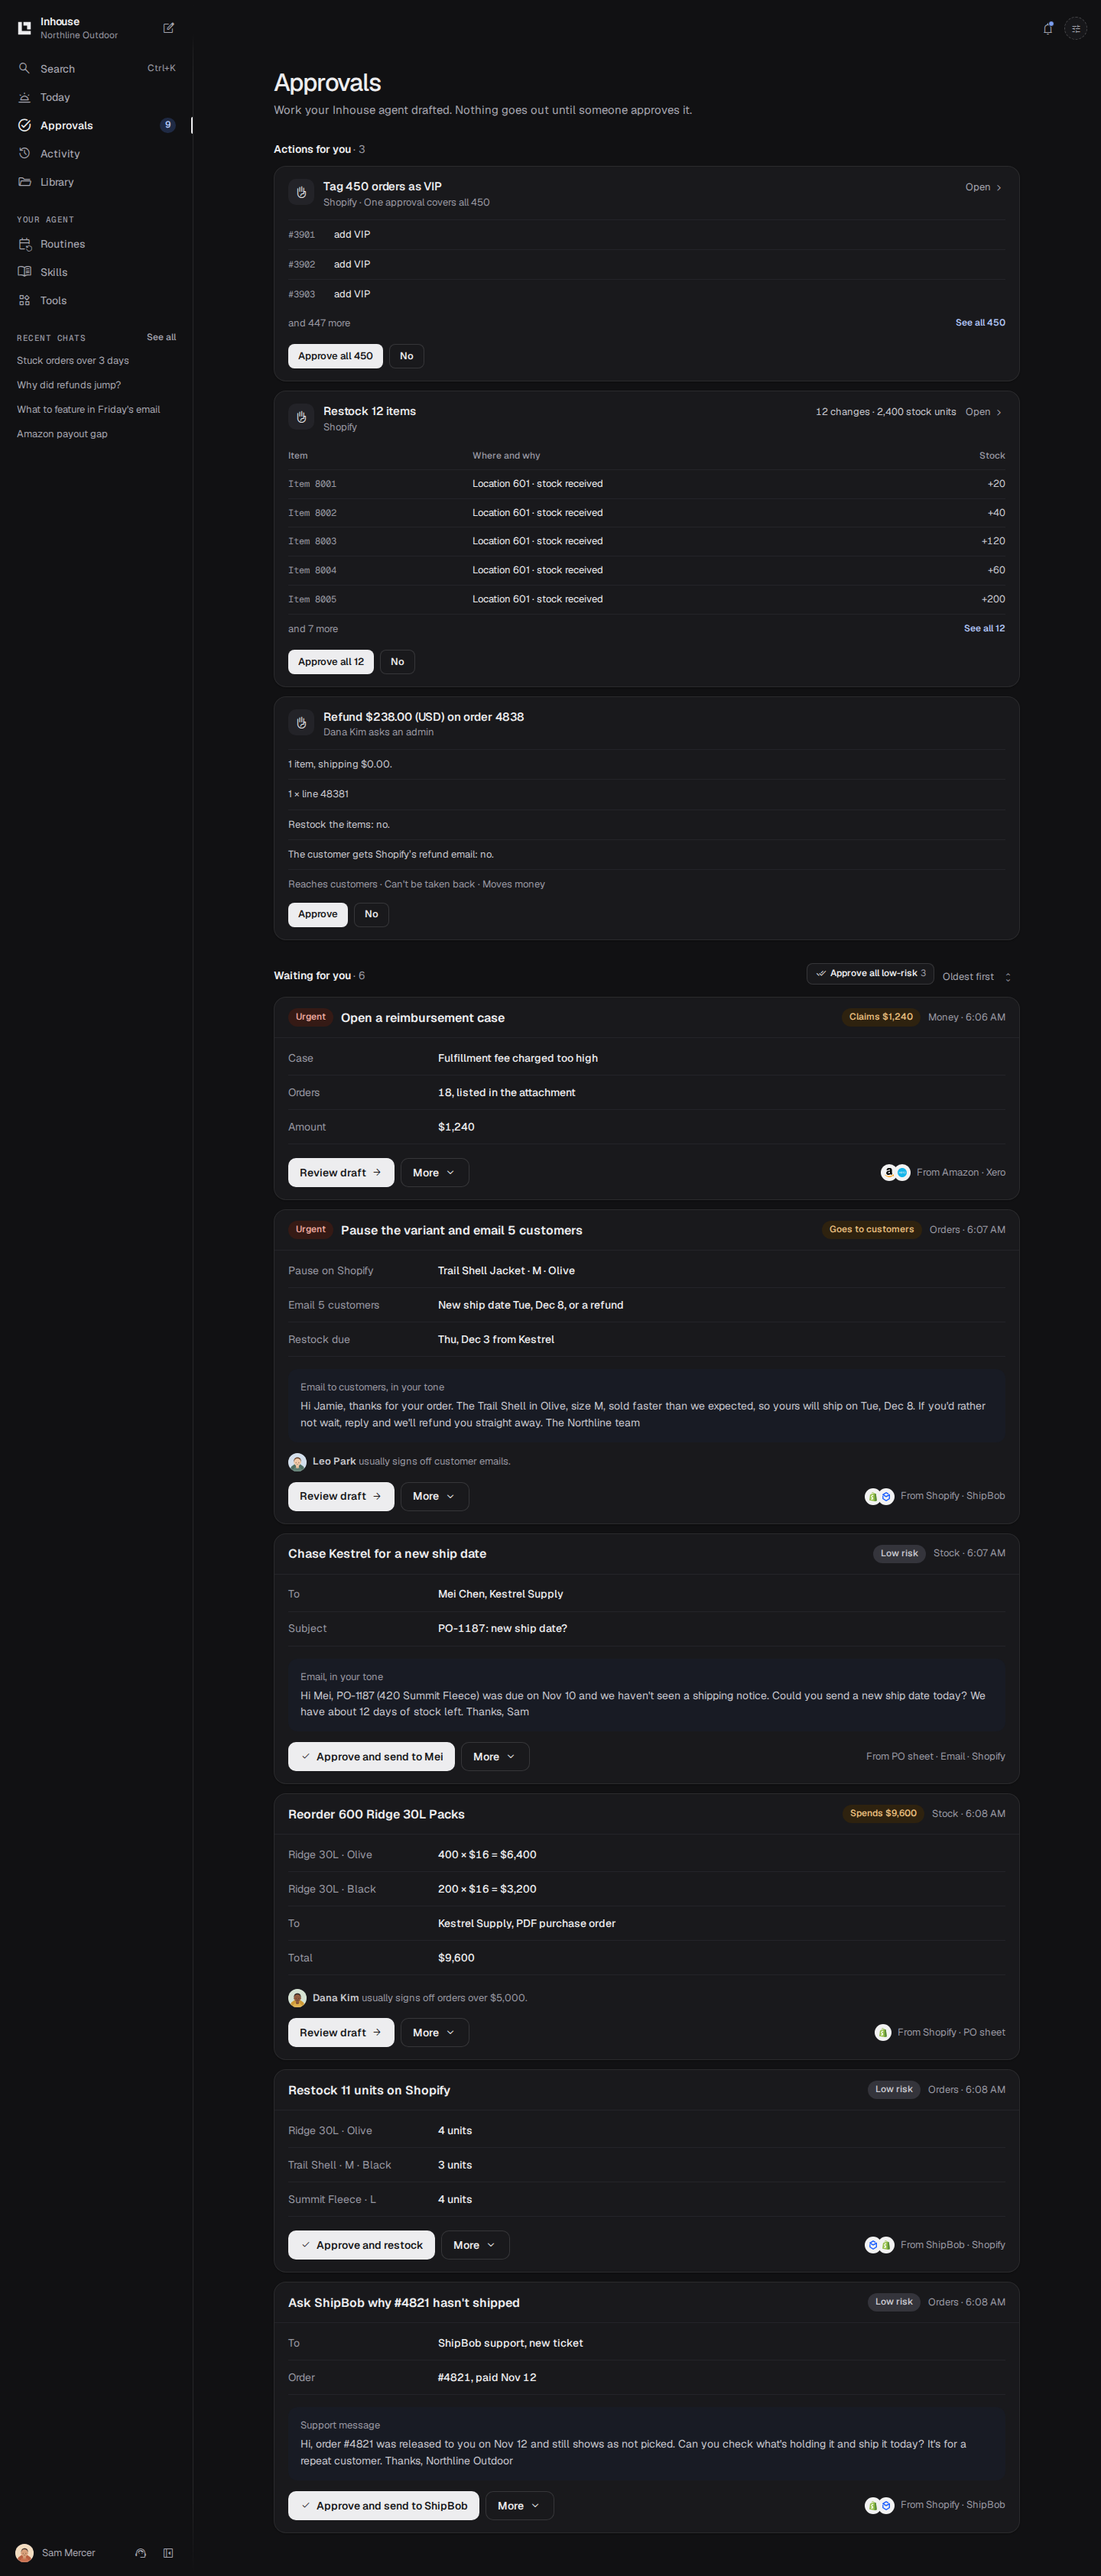 Inhouse
Northline Outdoor
Search Ctrl+K
Today
Approvals 9
Activity
Library
YOUR AGENT
Routines
Skills
Tools
RECENT CHATS See all
Stuck orders over 3 days
Why did refunds jump?
What to feature in Friday's email
Amazon payout gap
Sam Mercer
Approvals
Work your Inhouse agent drafted. Nothing goes out until someone approves it.
Actions for you · 3
Tag 450 orders as VIP Open
Shopify · One approval covers all 450
#3901 add VIP
#3902 add VIP
#3903 add VIP
and 447 more See all 450
Approve all 450 No
Restock 12 items 12 changes · 2,400 stock units Open
Shopify
Item Where and why Stock
Item 8001 Location 601 · stock received +20
Item 8002 Location 601 · stock received +40
Item 8003 Location 601 · stock received +120
Item 8004 Location 601 · stock received +60
Item 8005 Location 601 · stock received +200
and 7 more See all 12
Approve all 12 No
Refund $238.00 (USD) on order 4838
Dana Kim asks an admin
1 item, shipping $0.00.
1 × line 48381
Restock the items: no.
The customer gets Shopify's refund email: no.
Reaches customers · Can't be taken back · Moves money
Approve No
Waiting for you · 6 Approve all low-risk 3 Oldest first
Urgent Open a reimbursement case Claims $1,240 Money · 6:06 AM
Case Fulfillment fee charged too high
Orders 18, listed in the attachment
Amount $1,240
Review draft More From Amazon · Xero
Urgent Pause the variant and email 5 customers Goes to customers Orders · 6:07 AM
Pause on Shopify Trail Shell Jacket · M · Olive
Email 5 customers New ship date Tue, Dec 8, or a refund
Restock due Thu, Dec 3 from Kestrel
Email to customers, in your tone
Hi Jamie, thanks for your order. The Trail Shell in Olive, size M, sold faster than we expected, so yours will ship on Tue, Dec 8. If you'd rather
not wait, reply and we'll refund you straight away. The Northline team
Leo Park usually signs off customer emails.
Review draft More From Shopify · ShipBob
Chase Kestrel for a new ship date Low risk Stock · 6:07 AM
To Mei Chen, Kestrel Supply
Subject PO-1187: new ship date?
Email, in your tone
Hi Mei, PO-1187 (420 Summit Fleece) was due on Nov 10 and we haven't seen a shipping notice. Could you send a new ship date today? We
have about 12 days of stock left. Thanks, Sam
Approve and send to Mei More From PO sheet · Email · Shopify
Reorder 600 Ridge 30L Packs Spends $9,600 Stock · 6:08 AM
Ridge 30L · Olive 400 × $16 = $6,400
Ridge 30L · Black 200 × $16 = $3,200
To Kestrel Supply, PDF purchase order
Total $9,600
Dana Kim usually signs off orders over $5,000.
Review draft More From Shopify · PO sheet
Restock 11 units on Shopify Low risk Orders · 6:08 AM
Ridge 30L · Olive 4 units
Trail Shell · M · Black 3 units
Summit Fleece · L 4 units
Approve and restock More From ShipBob · Shopify
Ask ShipBob why #4821 hasn't shipped Low risk Orders · 6:08 AM
To ShipBob support, new ticket
Order #4821, paid Nov 12
Support message
Hi, order #4821 was released to you on Nov 12 and still shows as not picked. Can you check what's holding it and ship it today? It's for a
repeat customer. Thanks, Northline Outdoor
Approve and send to ShipBob More From Shopify · ShipBob